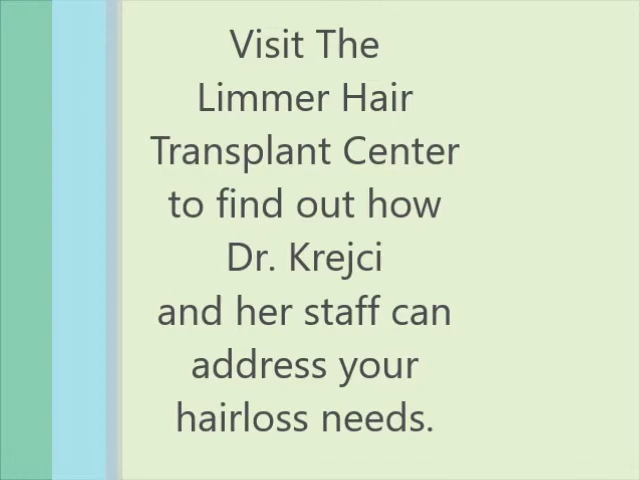 Visit The
Limmer Hair
Transplant Center
to find out how
Dr. Krejci
and her staff can
address your
hairloss needs.